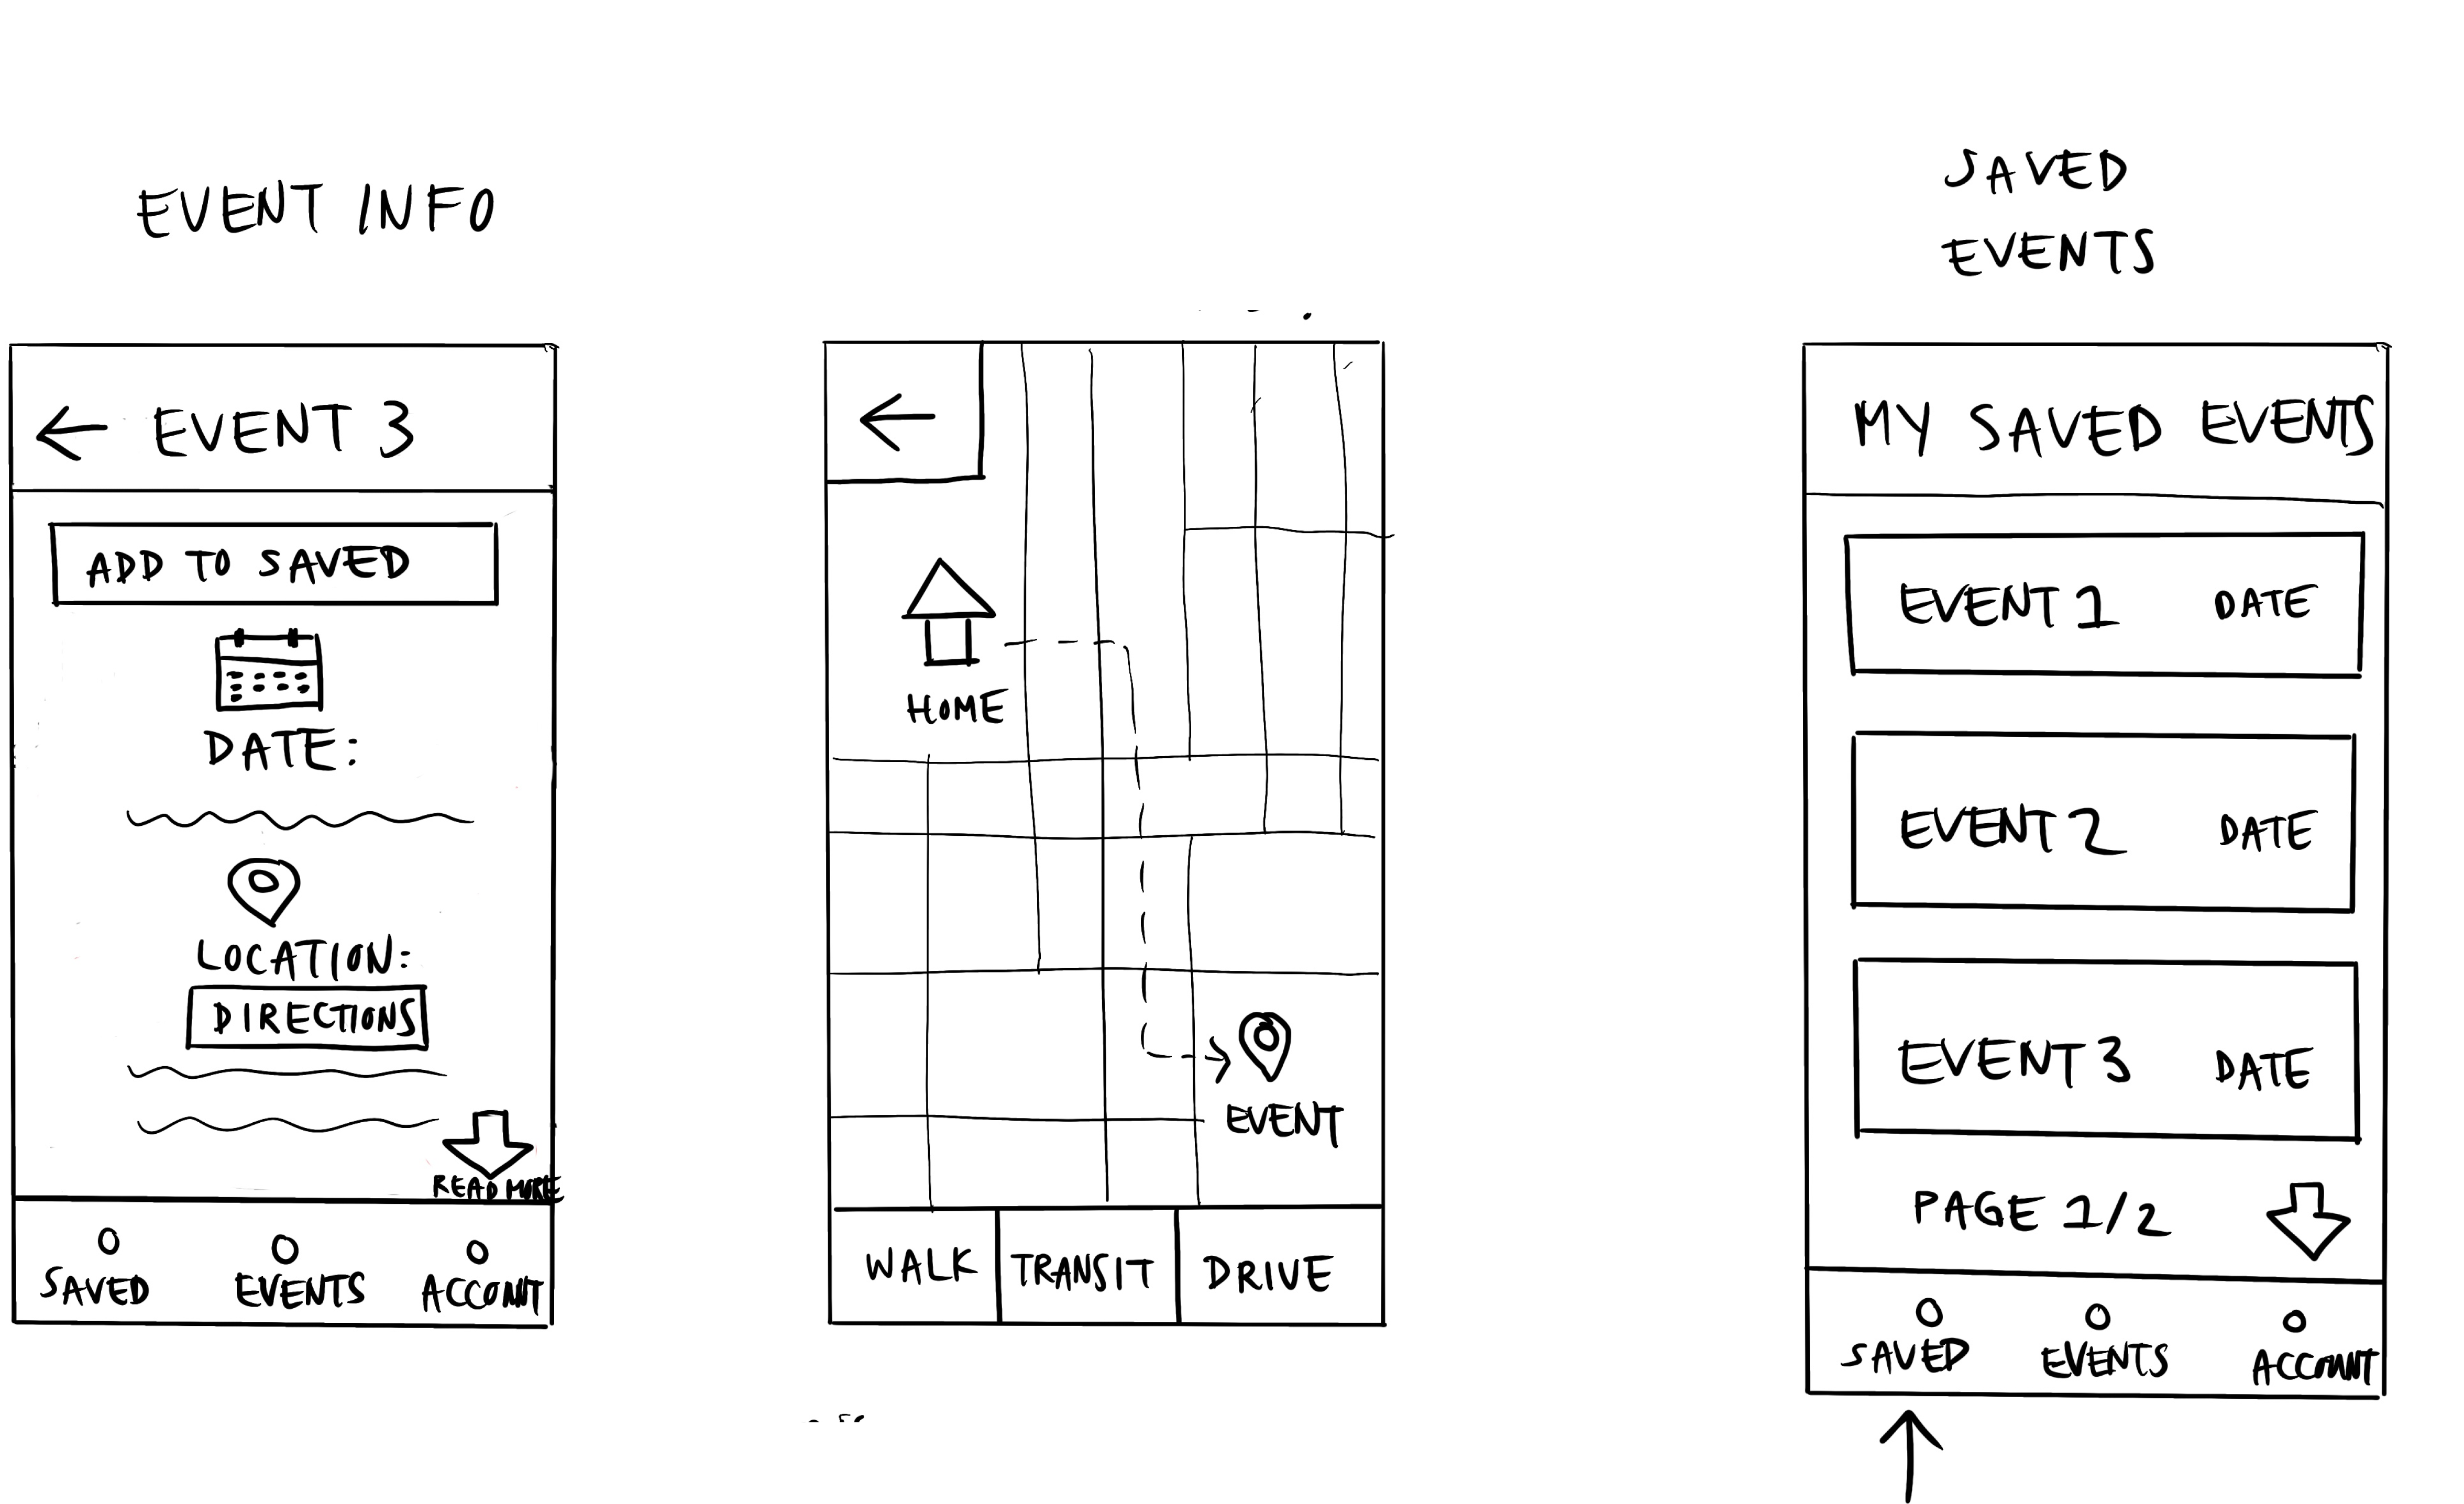 EVENT INFO
EVENT 3
ADD TO SAVED
DATE:
LOCATION:
DIRECTIONS
READ MORE
SAVED EVENTS ACCOUNT
HOME
EVENT
WALK TRANSIT DRIVE
SAVED
EVENTS
MY SAVED EVENTS
EVENT 1 DATE
EVENT 2 DATE
EVENT 3 DATE
PAGE 1/2
SAVED EVENTS ACCOUNT